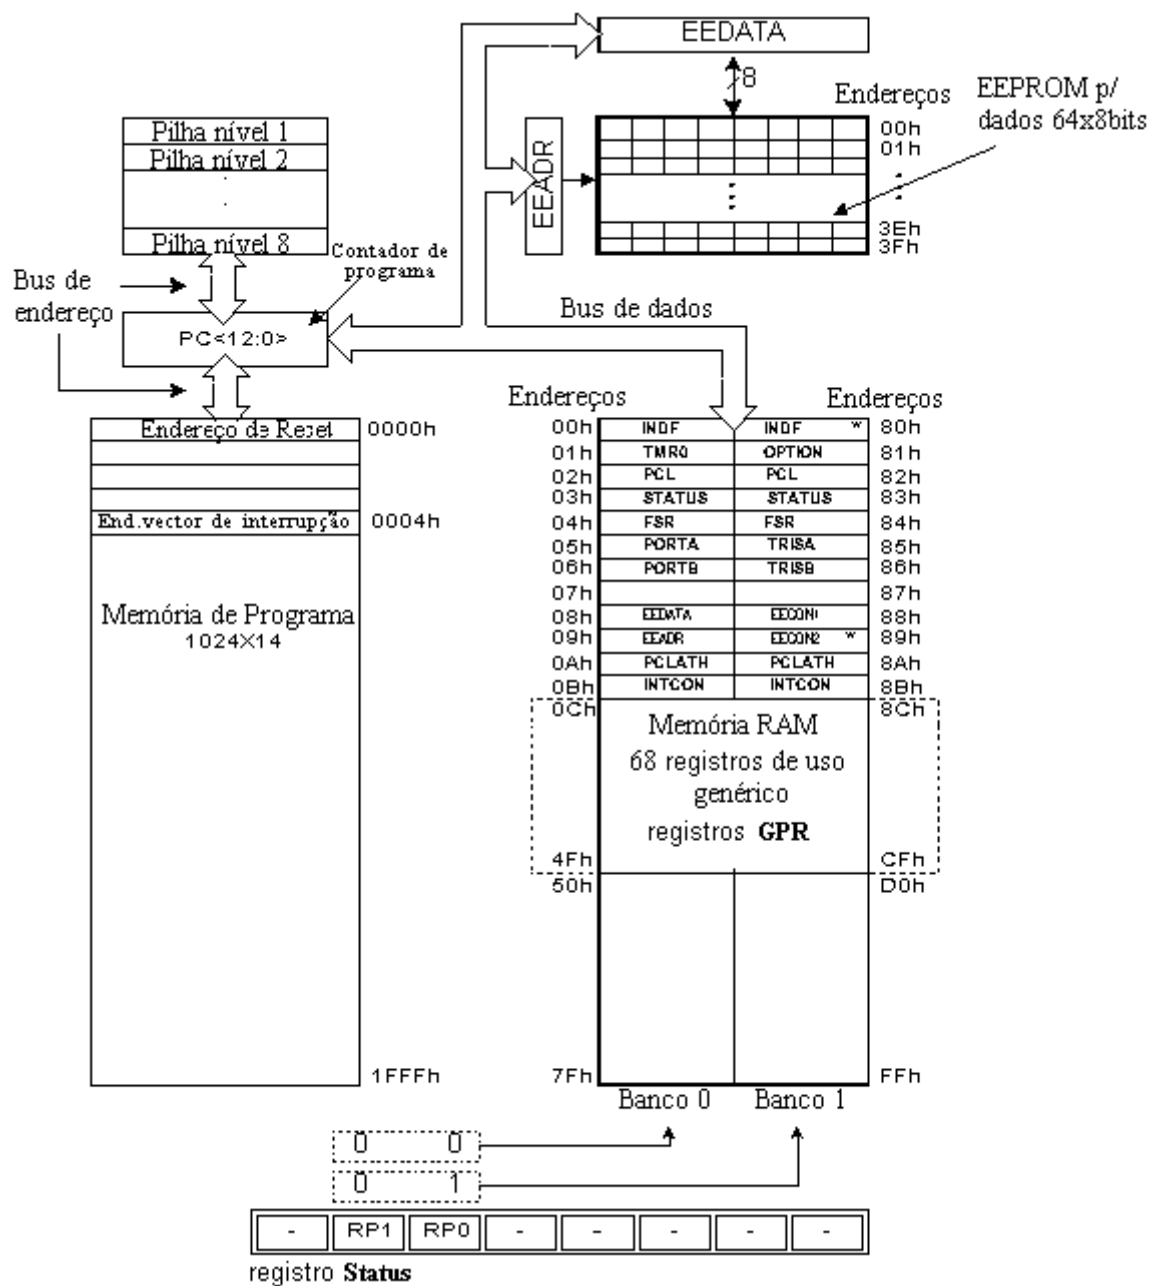 EEDATA
8
Endereços
EEPROM p/
dados 64x8bits
00h
01h
3Eh
3Fh
EEADR
Pilha nível 1
Pilha nível 2
Pilha nível 8
Contador de
programa
Bus de
endereço
PC<12:0>
Bus de dados
Endereço de Reset 0000h
End.vector de interrupção 0004h
Memória de Programa
1024X14
1FFFh
Endereços Endereços
00h INDF INDF * 80h
01h TMR0 OPTION 81h
02h PCL PCL 82h
03h STATUS STATUS 83h
04h FSR FSR 84h
05h PORTA TRISA 85h
06h PORTB TRISB 86h
07h 87h
08h EEDATA EECON1 88h
09h EEADR EECON2 * 89h
0Ah PCLATH PCLATH 8Ah
0Bh INTCON INTCON 8Bh
0Ch 8Ch
Memória RAM
68 registros de uso
genérico
registros GPR
4Fh CFh
50h D0h
7Fh FFh
Banco 0 Banco 1
0 0
0 1
- RP1 RP0 - - - - -
registro Status